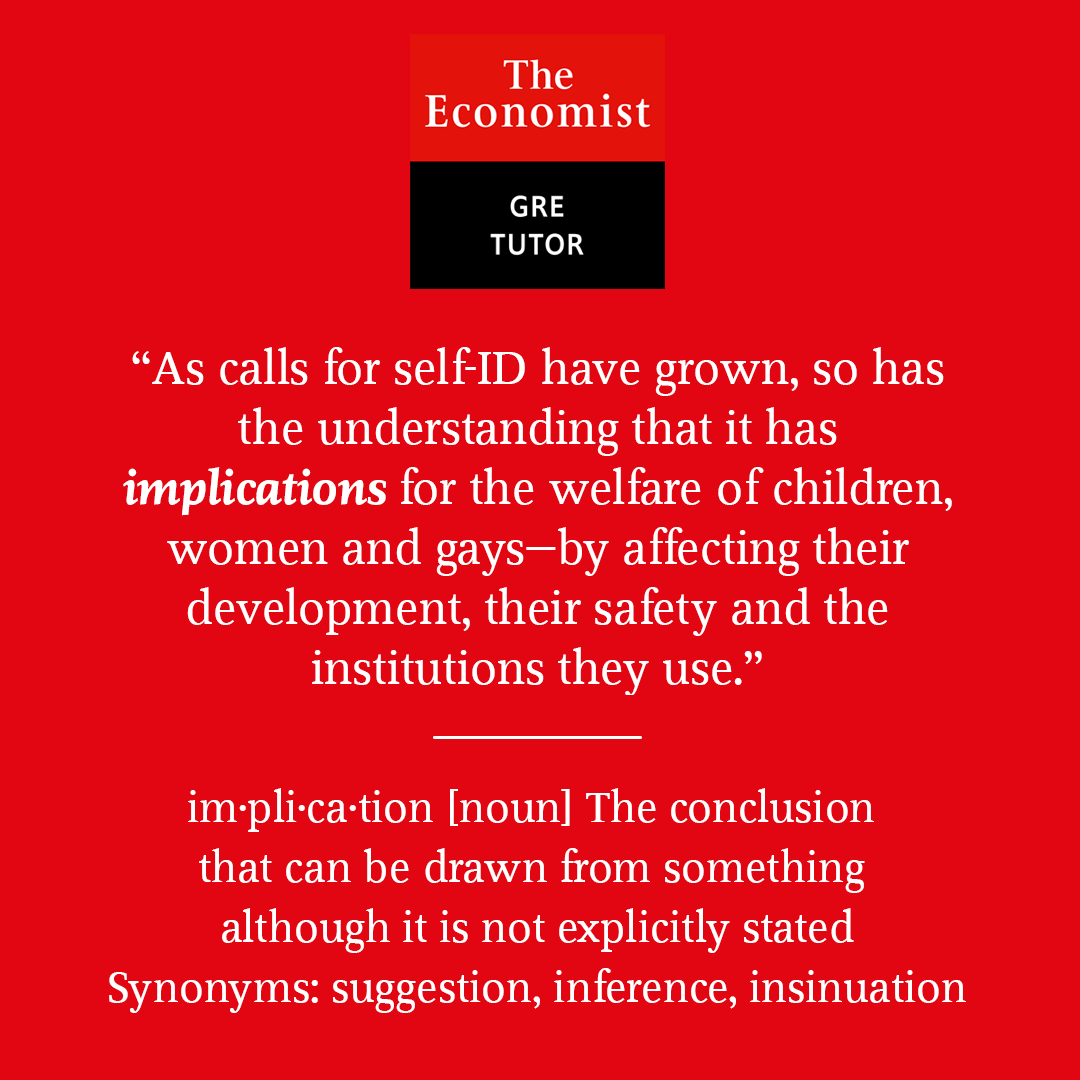 The
Economist
GRE
TUTOR
“As calls for self-ID have grown, so has
the understanding that it has
implications for the welfare of children,
women and gays—by affecting their
development, their safety and the
institutions they use.”
im·pli·ca·tion [noun] The conclusion
that can be drawn from something
although it is not explicitly stated
Synonyms: suggestion, inference, insinuation